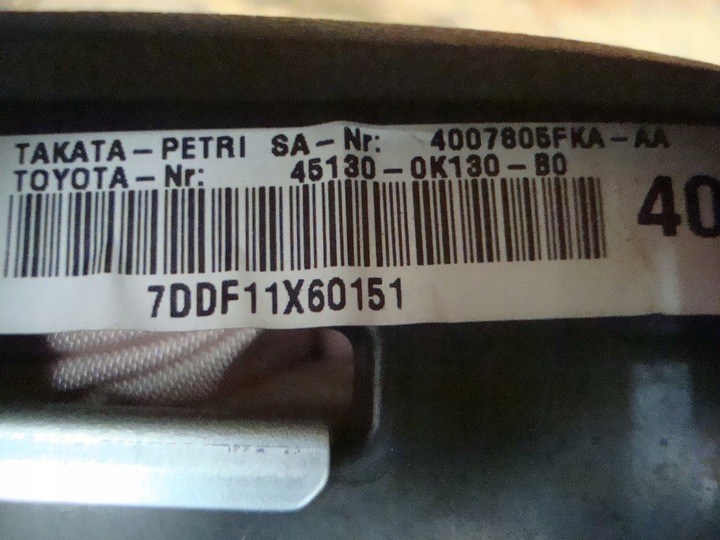 TAKATA-PETRI SA-Nr: 4007805FKA-AA
TOYOTA-Nr: 45130-0K130-B0
40
7DDF11X60151